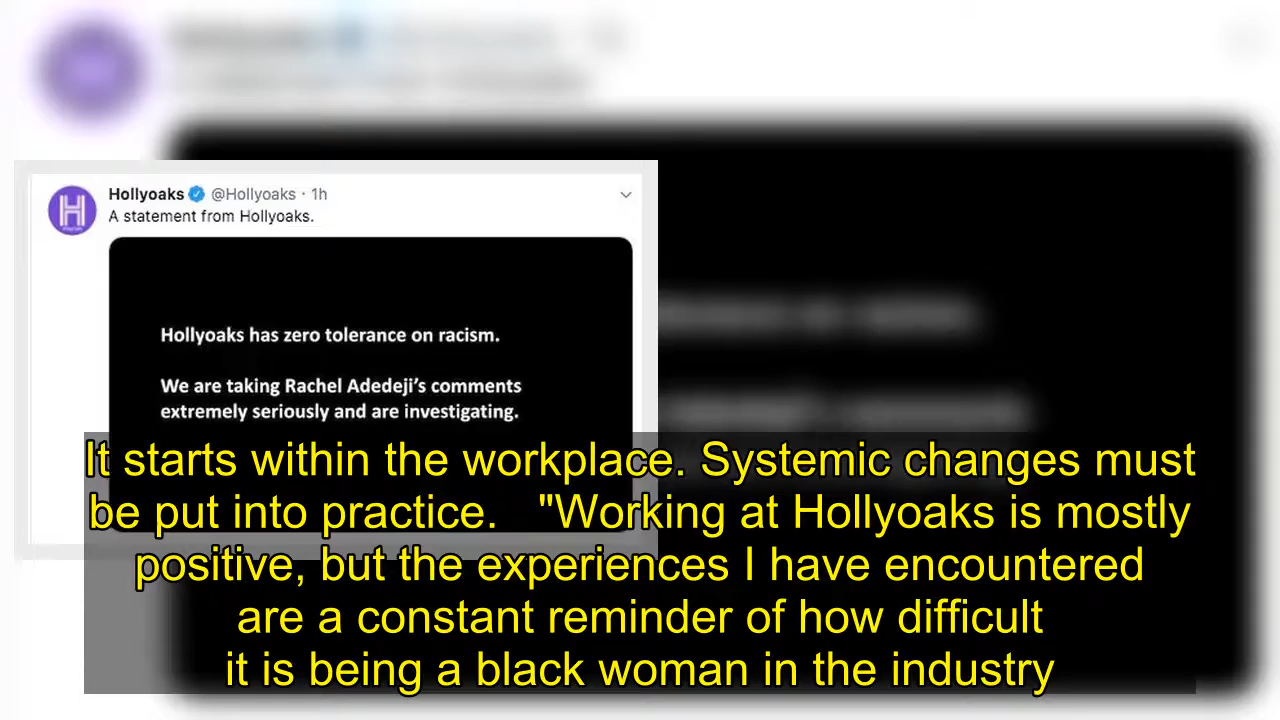 Hollyoaks @Hollyoaks · 1h
A statement from Hollyoaks.
H
Hollyoaks has zero tolerance on racism.
We are taking Rachel Adedeji's comments
extremely seriously and are investigating.
It starts within the workplace. Systemic changes must
be put into practice.   "Working at Hollyoaks is mostly
positive, but the experiences I have encountered
are a constant reminder of how difficult
it is being a black woman in the industry